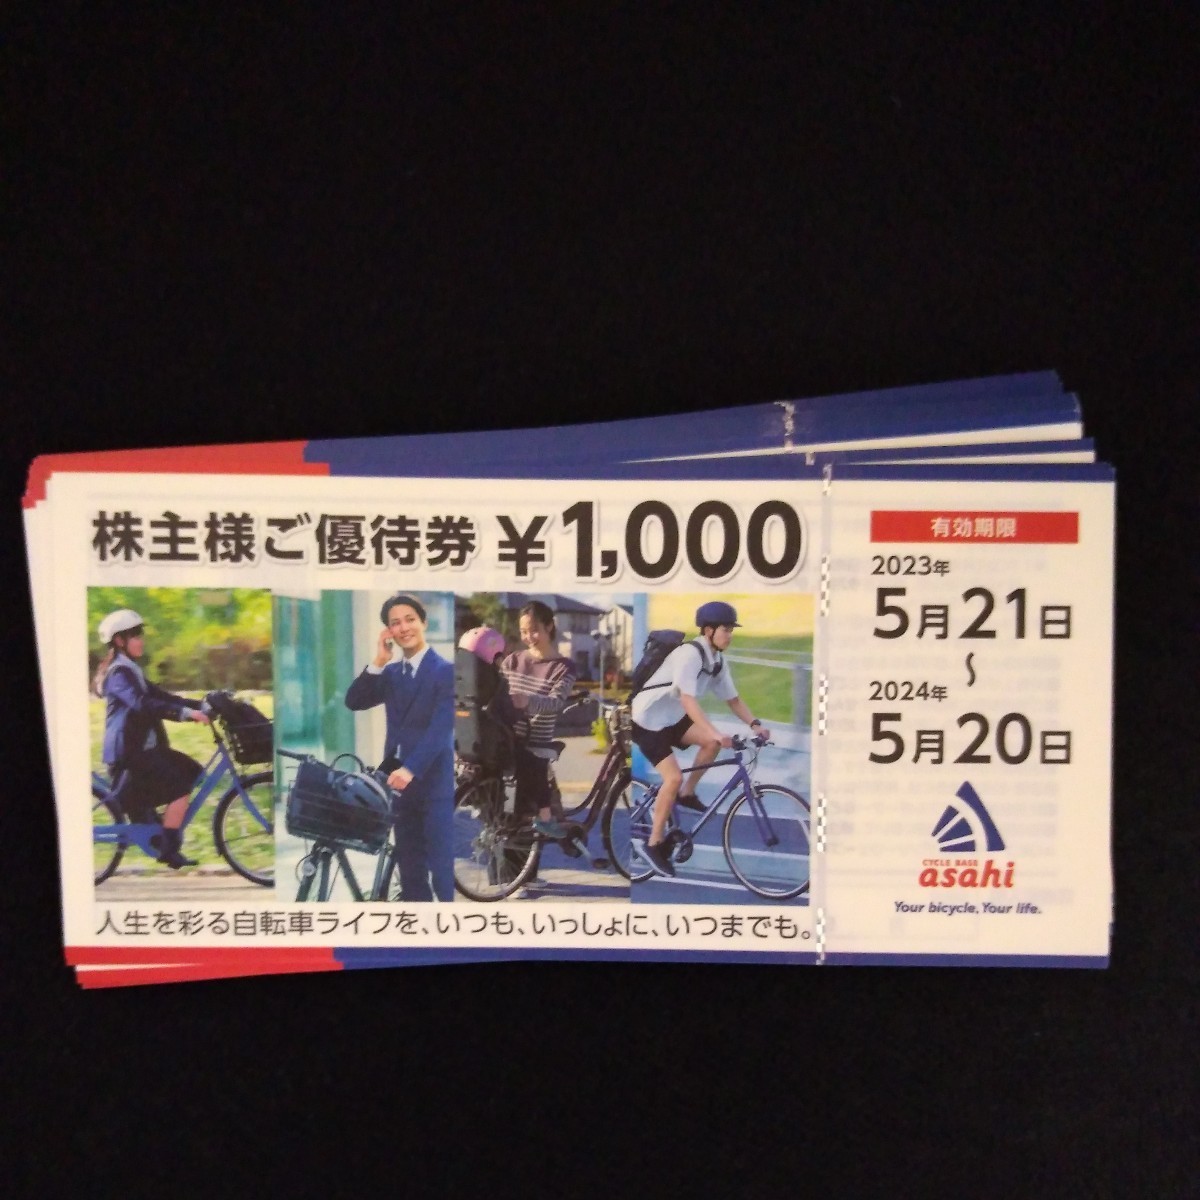 株主様ご優待券 ¥1,000
人生を彩る自転車ライフを、いつも、いっしょに、いつまでも。
有効期限
2023年
5月21日
〜
2024年
5月20日
CYCLE BASE
asahi
Your bicycle, Your life.